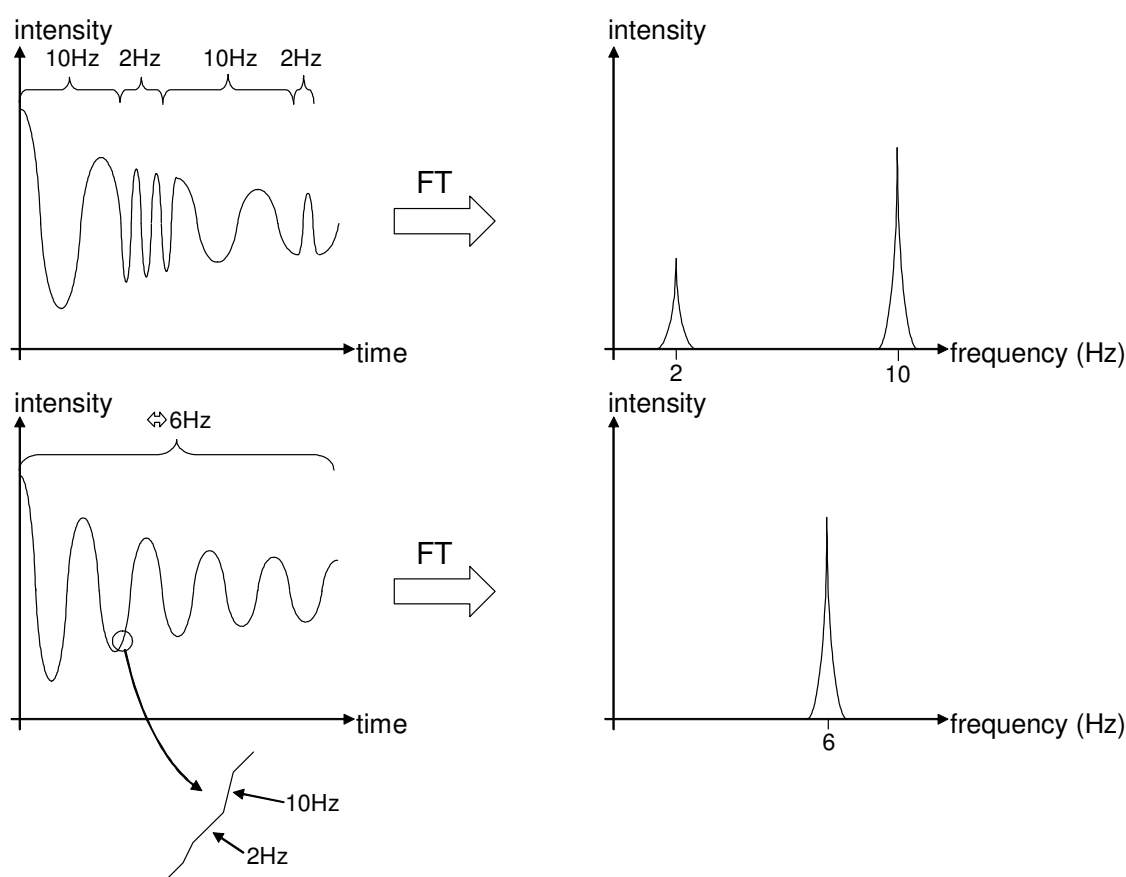 intensity
10Hz 2Hz 10Hz 2Hz
time
FT
intensity
2 10
frequency (Hz)
intensity
⇔6Hz
time
10Hz
2Hz
FT
intensity
6
frequency (Hz)